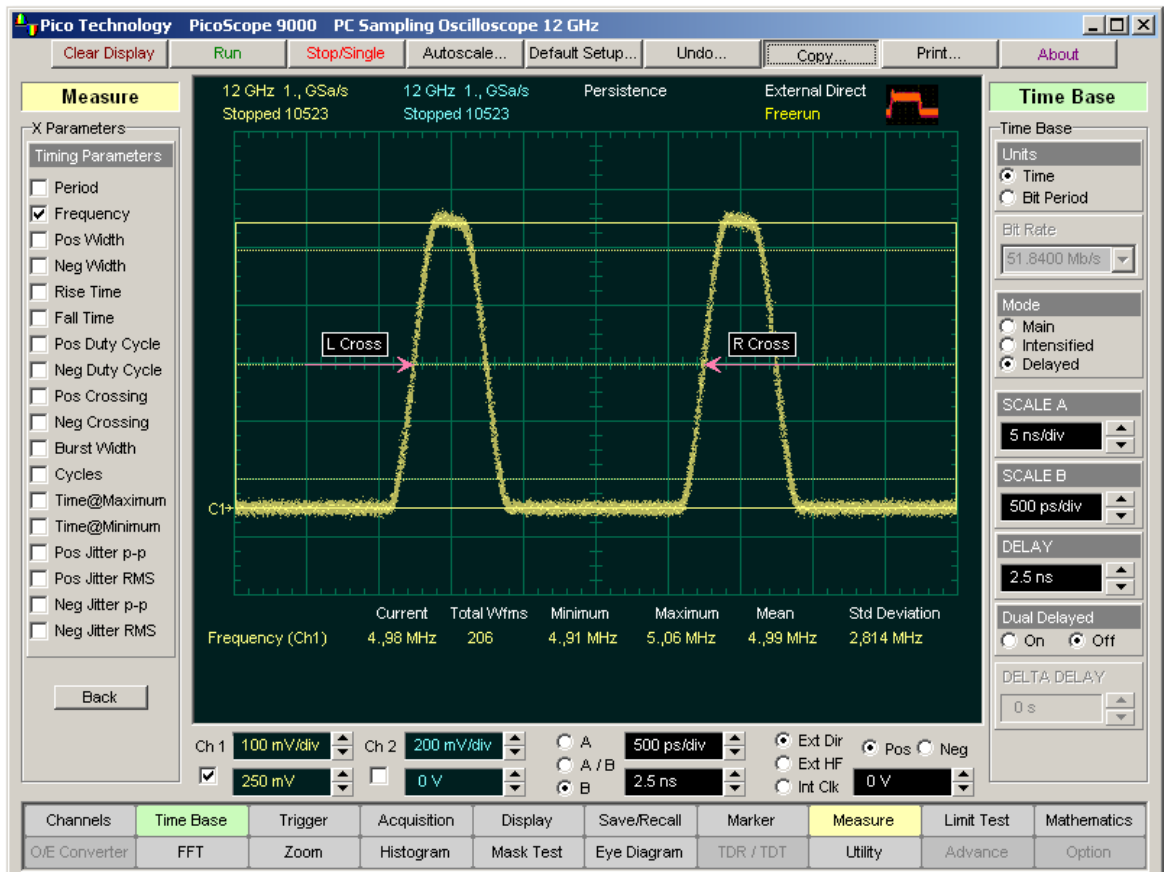 Pico Technology PicoScope 9000 PC Sampling Oscilloscope 12 GHz
Clear Display Run Stop/Single Autoscale... Default Setup... Undo... Copy... Print... About
Measure
X Parameters
Timing Parameters
Period
Frequency
Pos Width
Neg Width
Rise Time
Fall Time
Pos Duty Cycle
Neg Duty Cycle
Pos Crossing
Neg Crossing
Burst Width
Cycles
Time@Maximum
Time@Minimum
Pos Jitter p-p
Pos Jitter RMS
Neg Jitter p-p
Neg Jitter RMS
Back
12 GHz 1., GSa/s 12 GHz 1., GSa/s Persistence External Direct
Stopped 10523 Stopped 10523 Freerun
L Cross R Cross
C1
Current Total Wfms Minimum Maximum Mean Std Deviation
Frequency (Ch1) 4.,98 MHz 206 4.,91 MHz 5.,06 MHz 4.,99 MHz 2,814 MHz
Time Base
Time Base
Units
Time
Bit Period
Bit Rate
51.8400 Mb/s
Mode
Main
Intensified
Delayed
SCALE A
5 ns/div
SCALE B
500 ps/div
DELAY
2.5 ns
Dual Delayed
On Off
DELTA DELAY
0 s
Ch 1 100 mV/div Ch 2 200 mV/div A 500 ps/div Ext Dir Pos Neg
A / B Ext HF
250 mV 0 V B 2.5 ns Int Clk 0 V
Channels Time Base Trigger Acquisition Display Save/Recall Marker Measure Limit Test Mathematics
O/E Converter FFT Zoom Histogram Mask Test Eye Diagram TDR / TDT Utility Advance Option